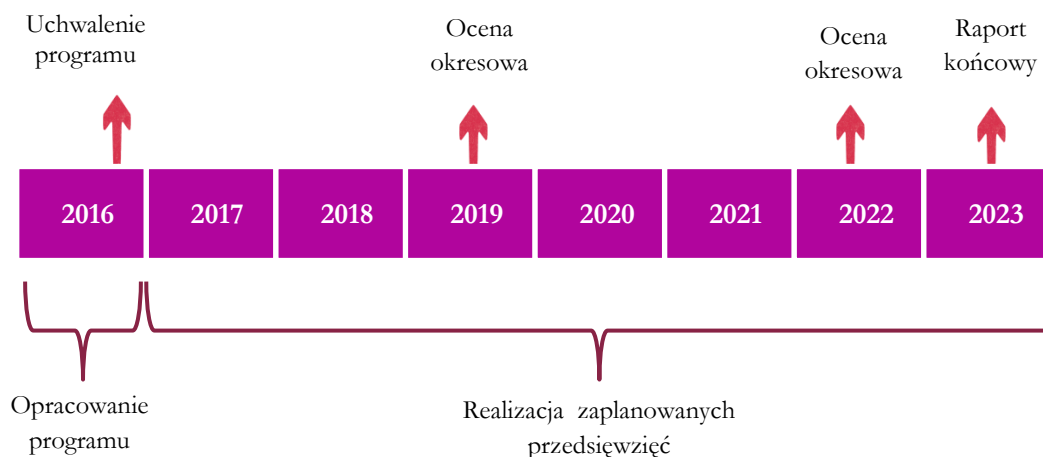 Uchwalenie
programu
Ocena
okresowa
Ocena
okresowa
Raport
końcowy
2016 2017 2018 2019 2020 2021 2022 2023
Opracowanie
programu
Realizacja zaplanowanych
przedsięwzięć